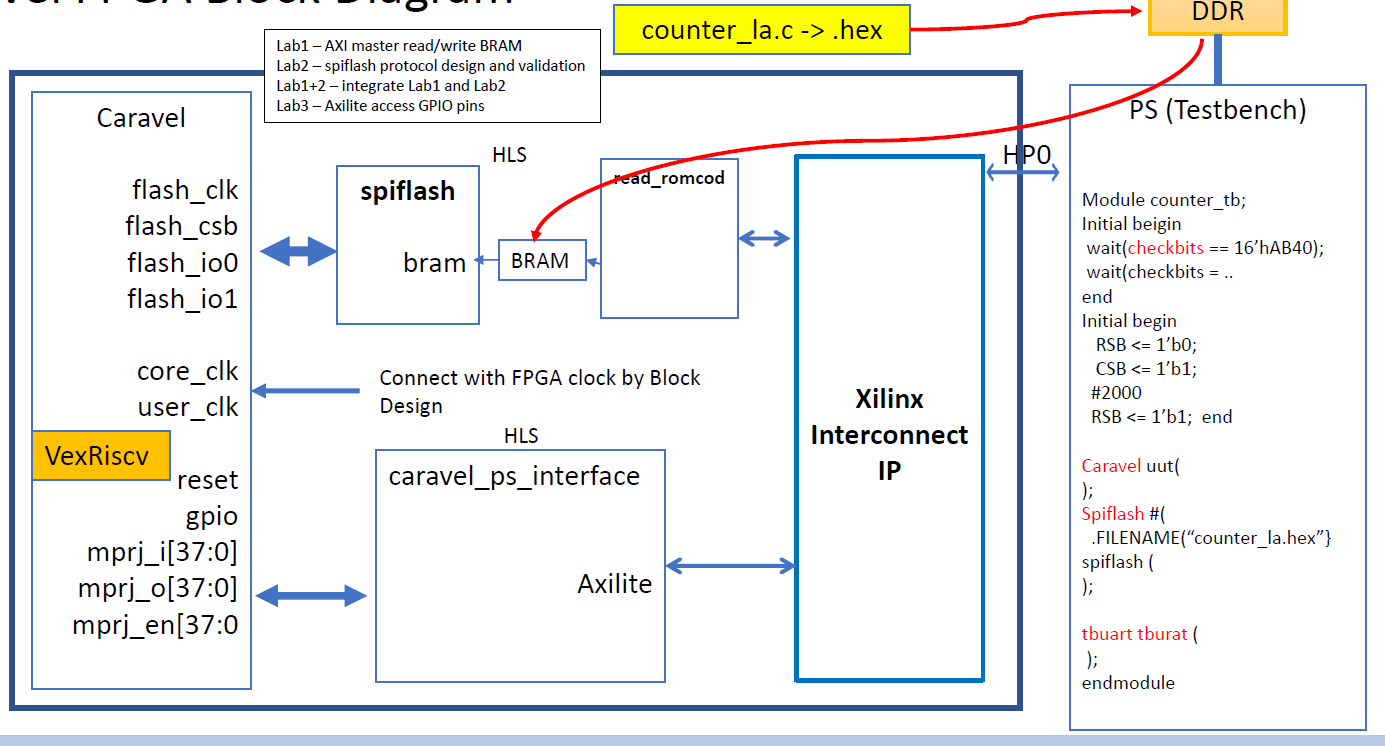 FPGA Block Diagram
counter_la.c -> .hex
DDR
Lab1 – AXI master read/write BRAM
Lab2 – spiflash protocol design and validation
Lab1+2 – integrate Lab1 and Lab2
Lab3 – Axilite access GPIO pins
Caravel
flash_clk
flash_csb
flash_io0
flash_io1
core_clk
user_clk
VexRiscv
reset
gpio
mprj_i[37:0]
mprj_o[37:0]
mprj_en[37:0
HLS
spiflash
bram
BRAM
read_romcod
Connect with FPGA clock by Block
Design
HLS
caravel_ps_interface
Axilite
Xilinx
Interconnect
IP
HP0
PS (Testbench)
Module counter_tb;
Initial beigin
wait(checkbits == 16’hAB40);
wait(checkbits = ..
end
Initial begin
RSB <= 1’b0;
CSB <= 1’b1;
#2000
RSB <= 1’b1; end
Caravel uut(
);
Spiflash #(
.FILENAME(“counter_la.hex”}
spiflash (
);
tbuart tburat (
);
endmodule